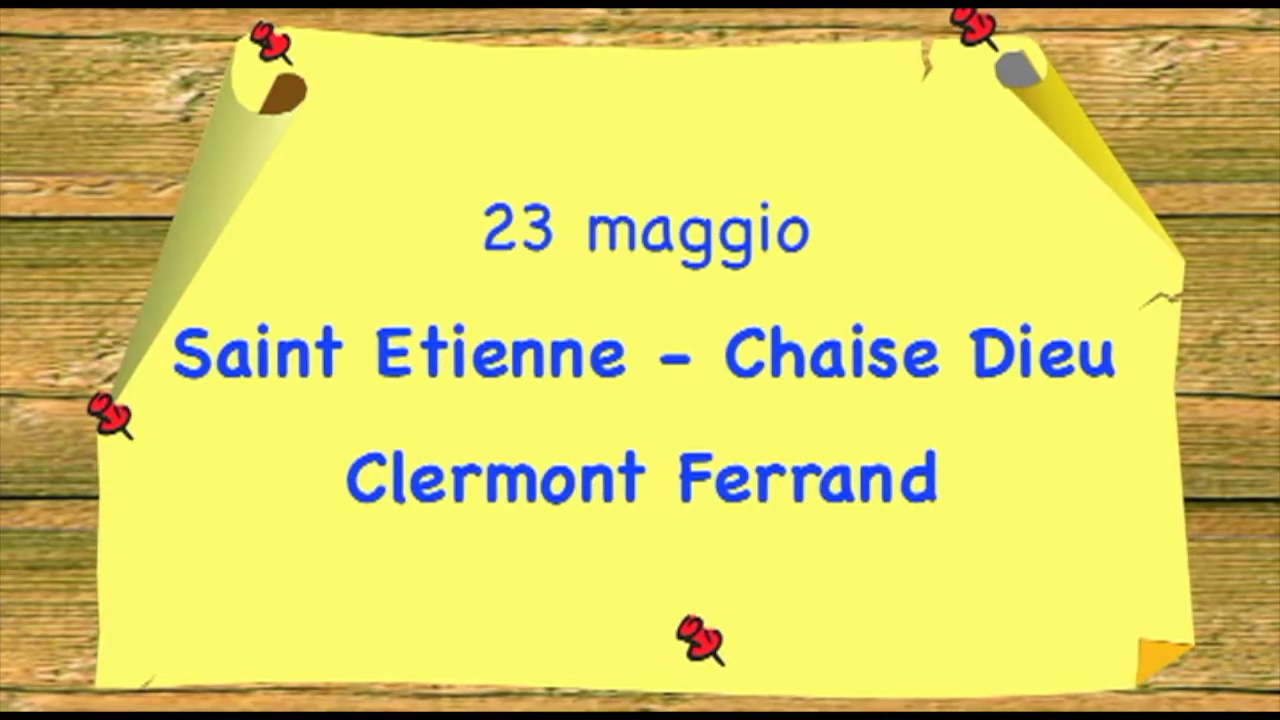 23 maggio
Saint Etienne - Chaise Dieu
Clermont Ferrand